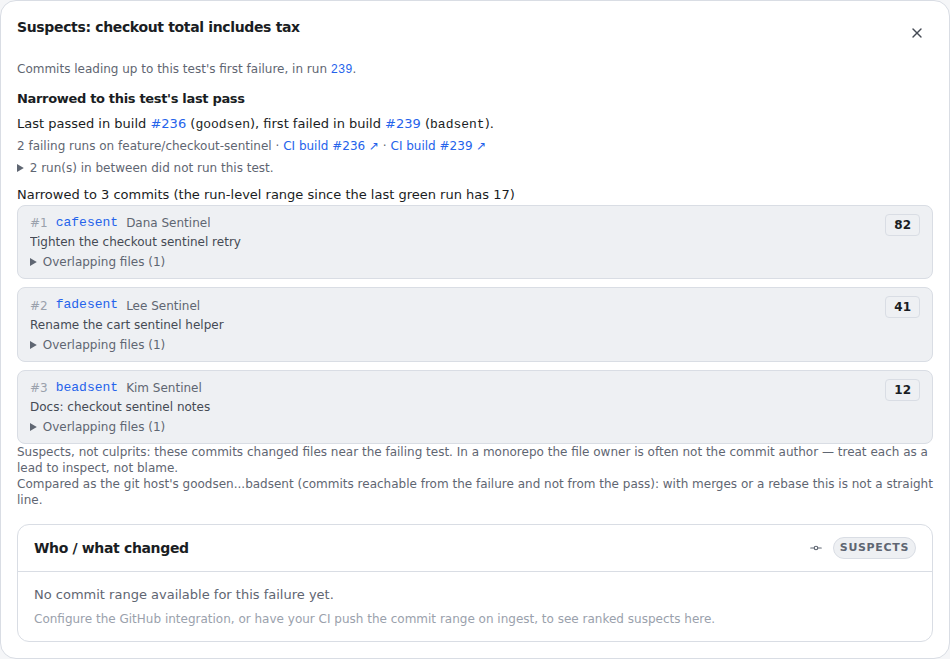 Suspects: checkout total includes tax
Commits leading up to this test's first failure, in run 239.
Narrowed to this test's last pass
Last passed in build #236 (goodsen), first failed in build #239 (badsent).
2 failing runs on feature/checkout-sentinel · CI build #236 ↗ · CI build #239 ↗
2 run(s) in between did not run this test.
Narrowed to 3 commits (the run-level range since the last green run has 17)
#1 cafesent Dana Sentinel 82
Tighten the checkout sentinel retry
Overlapping files (1)
#2 fadesent Lee Sentinel 41
Rename the cart sentinel helper
Overlapping files (1)
#3 beadsent Kim Sentinel 12
Docs: checkout sentinel notes
Overlapping files (1)
Suspects, not culprits: these commits changed files near the failing test. In a monorepo the file owner is often not the commit author — treat each as a
lead to inspect, not blame.
Compared as the git host's goodsen...badsent (commits reachable from the failure and not from the pass): with merges or a rebase this is not a straight
line.
Who / what changed SUSPECTS
No commit range available for this failure yet.
Configure the GitHub integration, or have your CI push the commit range on ingest, to see ranked suspects here.